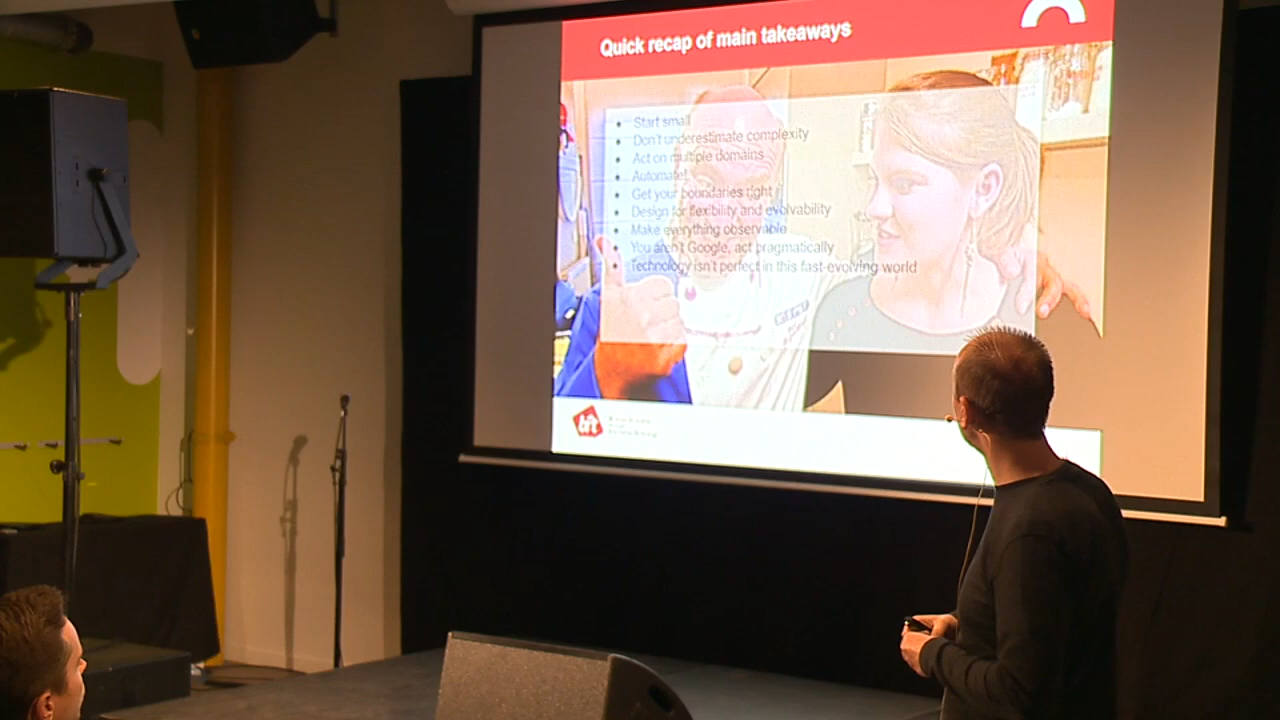 Quick recap of main takeaways
Start small
Don't underestimate complexity
Act on multiple domains
Automate!
Get your boundaries right
Design for flexibility and evolvability
Make everything observable
You aren't Google, act pragmatically
Technology isn't perfect in this fast-evolving world